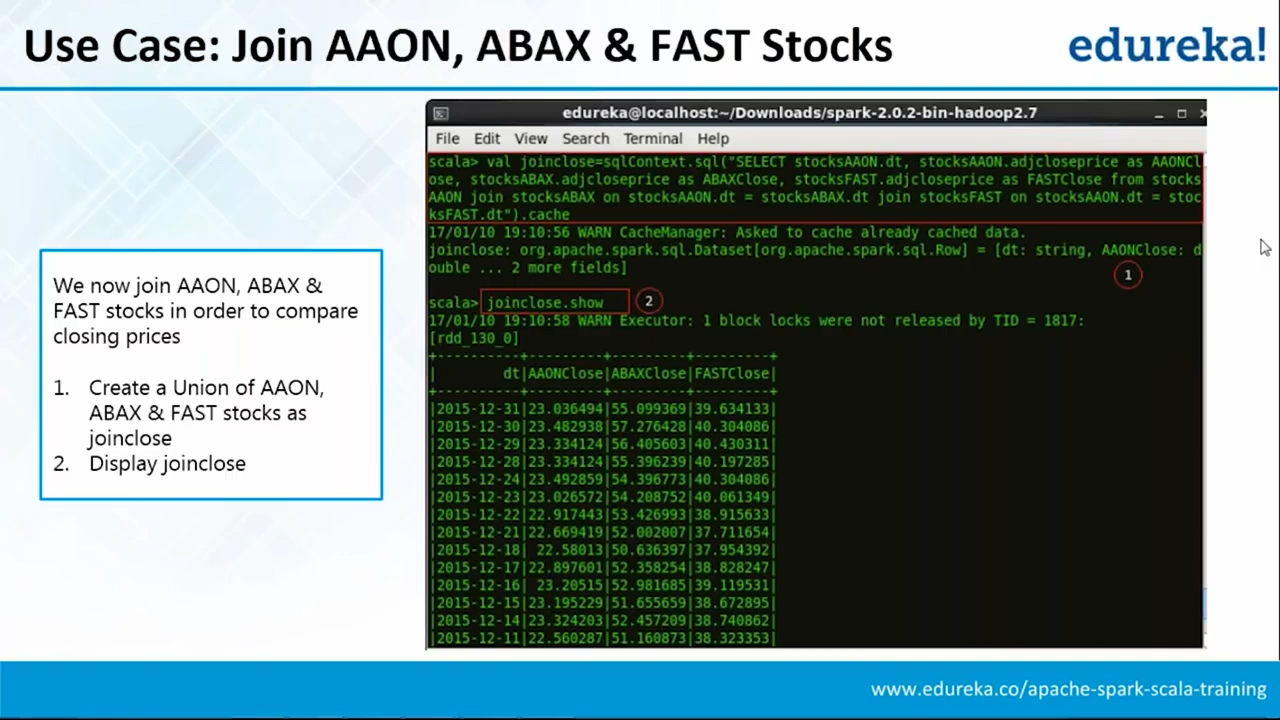 Use Case: Join AAON, ABAX & FAST Stocks
edureka!
We now join AAON, ABAX &
FAST stocks in order to compare
closing prices
1. Create a Union of AAON,
ABAX & FAST stocks as
joinclose
2. Display joinclose
edureka@localhost:~/Downloads/spark-2.0.2-bin-hadoop2.7
File Edit View Search Terminal Help
scala> val joinclose=sqlContext.sql("SELECT stocksAAON.dt, stocksAAON.adjcloseprice as AAONCl
ose, stocksABAX.adjcloseprice as ABAXClose, stocksFAST.adjcloseprice as FASTClose from stocks
AAON join stocksABAX on stocksAAON.dt = stocksABAX.dt join stocksFAST on stocksAAON.dt = stoc
ksFAST.dt").cache
17/01/10 19:10:56 WARN CacheManager: Asked to cache already cached data.
joinclose: org.apache.spark.sql.Dataset[org.apache.spark.sql.Row] = [dt: string, AAONClose: d
ouble ... 2 more fields]
1
scala> joinclose.show 2
17/01/10 19:10:58 WARN Executor: 1 block locks were not released by TID = 1817:
[rdd_130_0]
+----------+---------+---------+---------+
| dt|AAONClose|ABAXClose|FASTClose|
+----------+---------+---------+---------+
|2015-12-31|23.036494|55.099369|39.634133|
|2015-12-30|23.482938|57.276428|40.304086|
|2015-12-29|23.334124|56.405603|40.430311|
|2015-12-28|23.334124|55.396239|40.197285|
|2015-12-24|23.492859|54.396773|40.304086|
|2015-12-23|23.026572|54.208752|40.061349|
|2015-12-22|22.917443|53.426993|38.915633|
|2015-12-21|22.669419|52.002007|37.711654|
|2015-12-18| 22.58013|50.636397|37.954392|
|2015-12-17|22.897601|52.358254|38.828247|
|2015-12-16| 23.20515|52.981685|39.119531|
|2015-12-15|23.195229|51.655659|38.672895|
|2015-12-14|23.324203|52.457209|38.740862|
|2015-12-11|22.560287|51.160873|38.323353|
www.edureka.co/apache-spark-scala-training